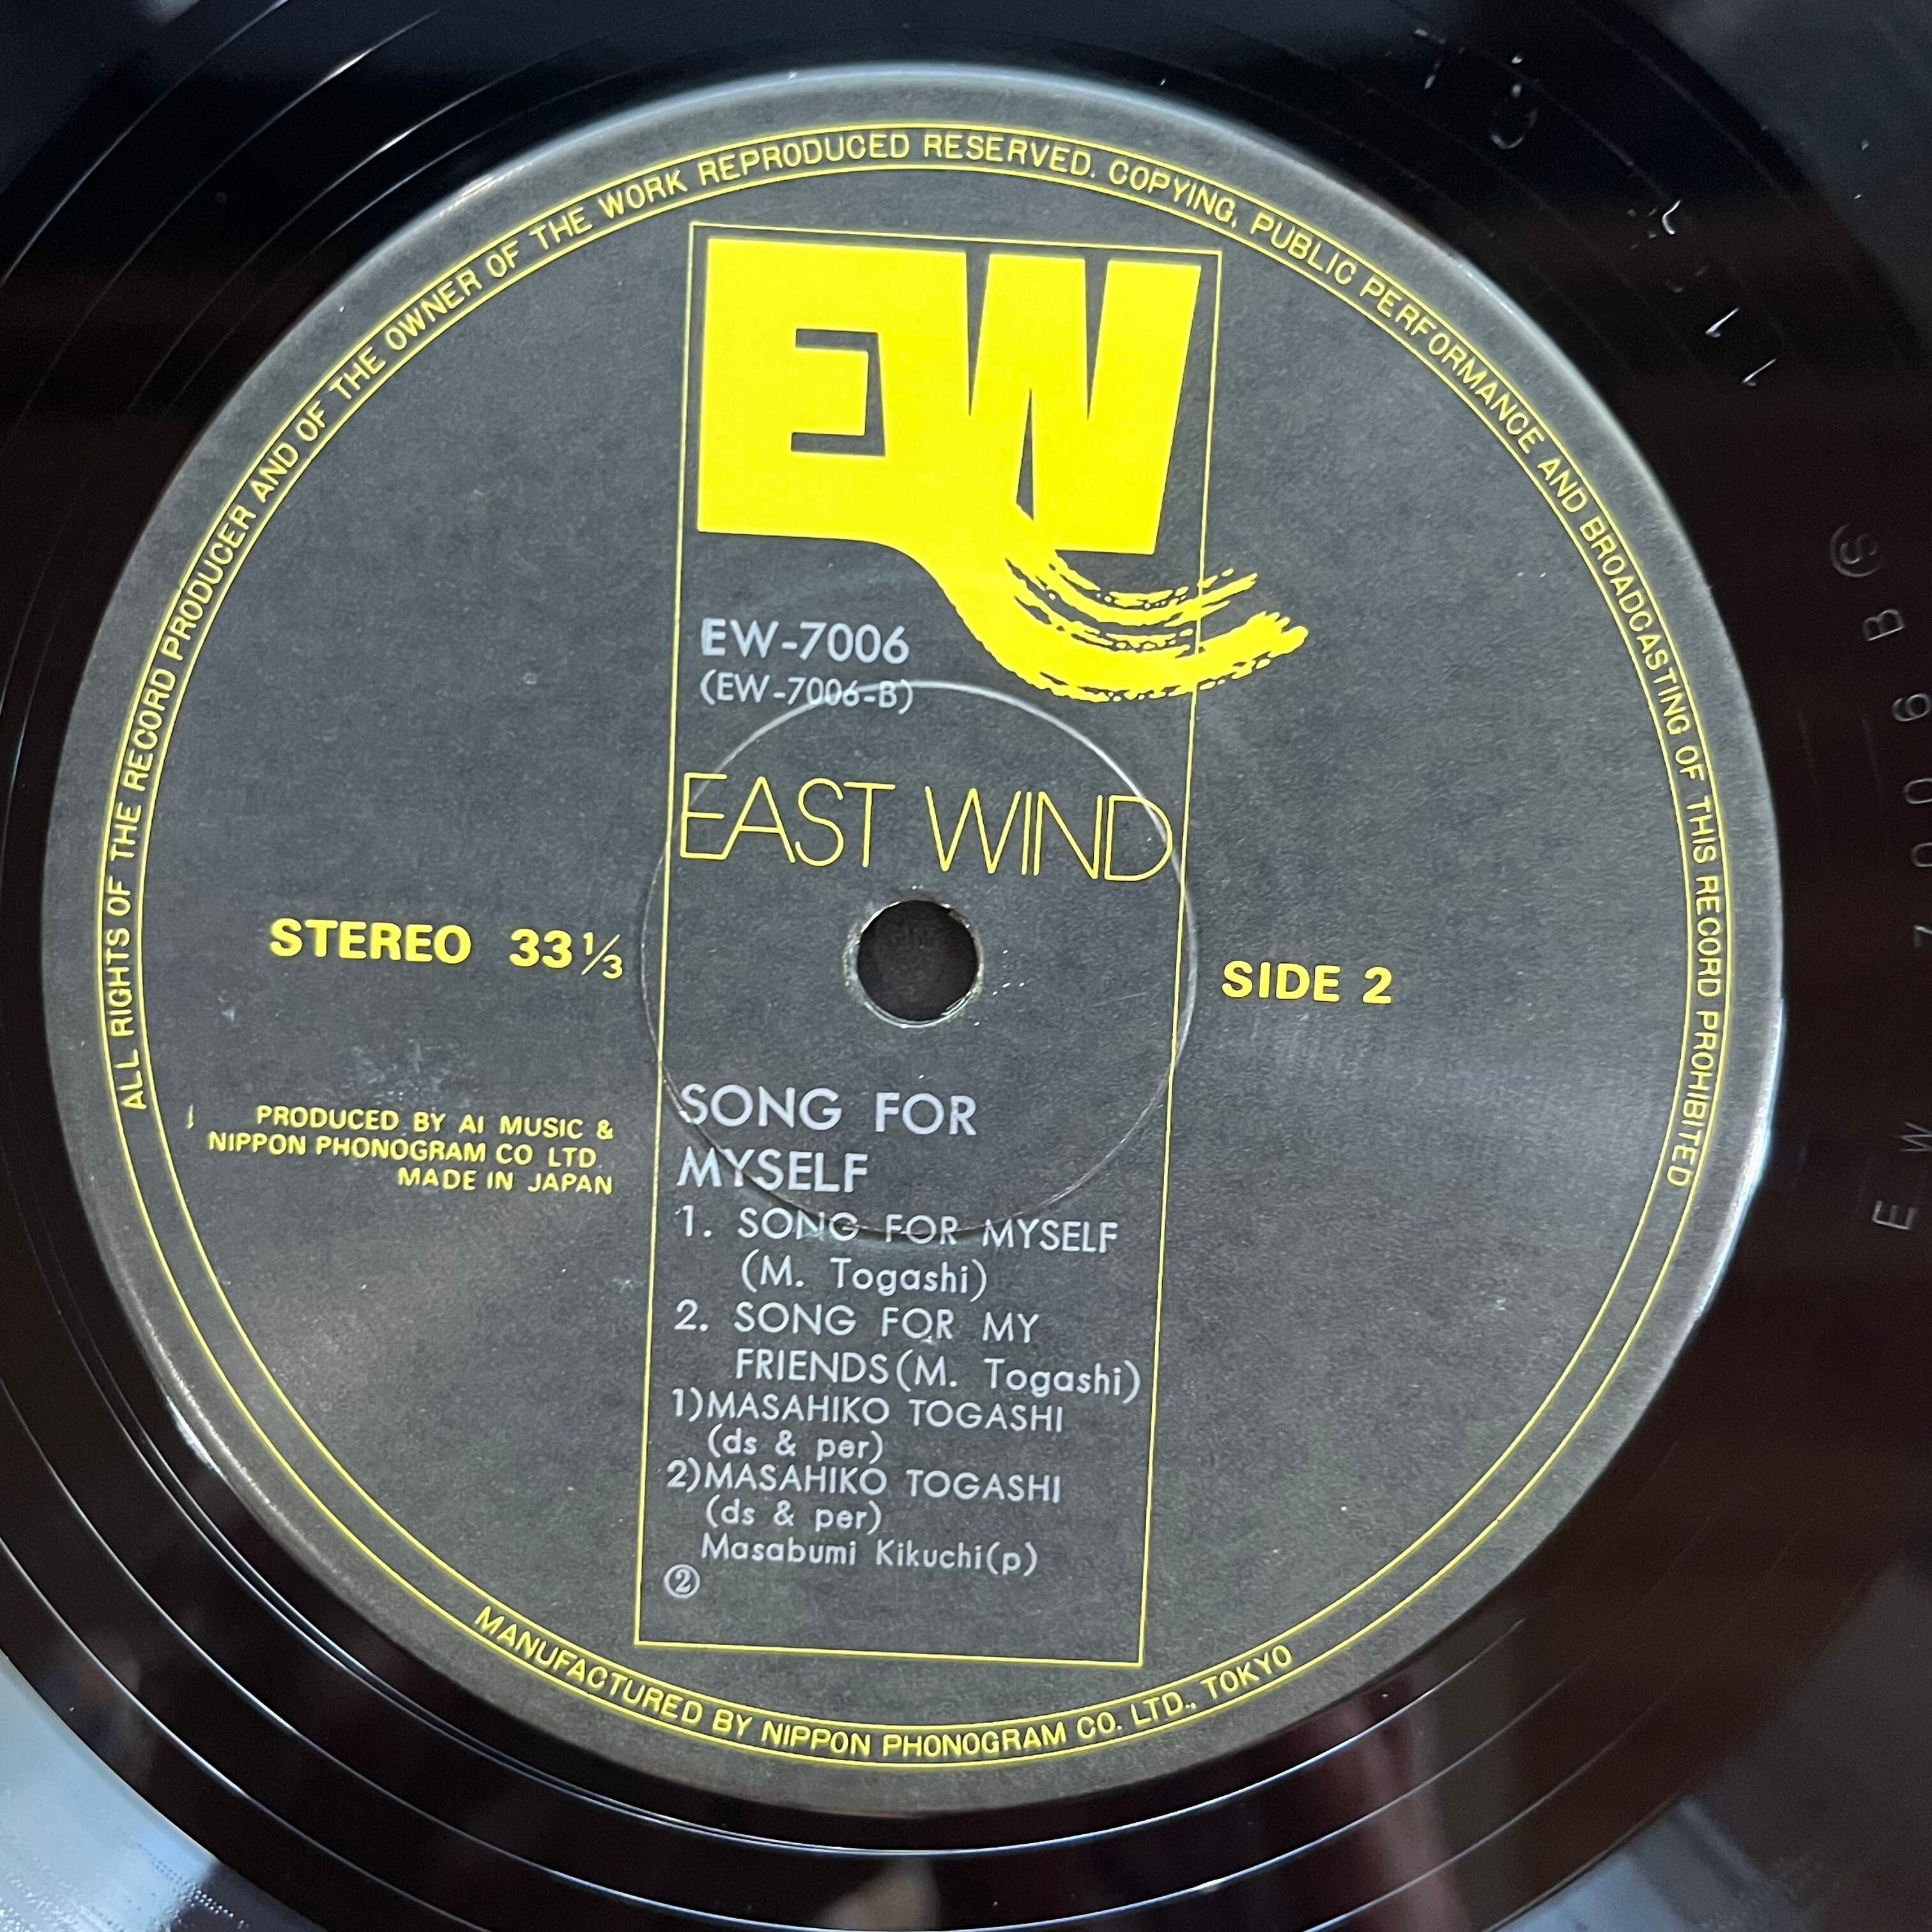 ALL RIGHTS OF THE RECORD PRODUCER AND OF THE OWNER OF THE WORK REPRODUCED RESERVED. COPYING, PUBLIC PERFORMANCE AND BROADCASTING OF THIS RECORD PROHIBITED
EW
EW-7006
(EW-7006-B)
EAST WIND
STEREO 33 1/3
SIDE 2
PRODUCED BY AI MUSIC &
NIPPON PHONOGRAM CO LTD.
MADE IN JAPAN
SONG FOR
MYSELF
1. SONG FOR MYSELF
(M. Togashi)
2. SONG FOR MY
FRIENDS(M. Togashi)
1)MASAHIKO TOGASHI
(ds & per)
2)MASAHIKO TOGASHI
(ds & per)
Masabumi Kikuchi(p)
②
MANUFACTURED BY NIPPON PHONOGRAM CO. LTD., TOKYO
EW 7006 B Ⓢ